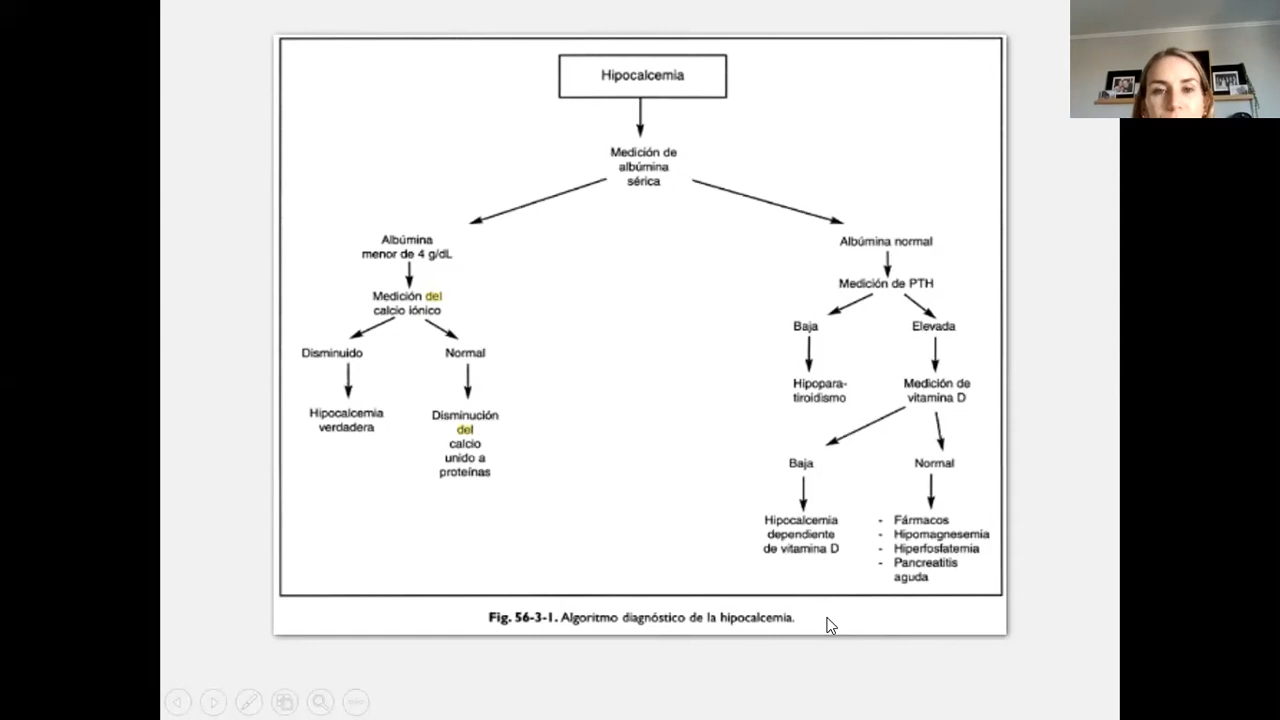 Hipocalcemia
Medición de
albúmina
sérica
Albúmina
menor de 4 g/dL
Medición del
calcio iónico
Disminuido
Normal
Hipocalcemia
verdadera
Disminución
del
calcio
unido a
proteínas
Albúmina normal
Medición de PTH
Baja
Elevada
Hipopara-
tiroidismo
Medición de
vitamina D
Baja
Normal
Hipocalcemia
dependiente
de vitamina D
- Fármacos
- Hipomagnesemia
- Hiperfosfatemia
- Pancreatitis
aguda
Fig. 56-3-1. Algoritmo diagnóstico de la hipocalcemia.